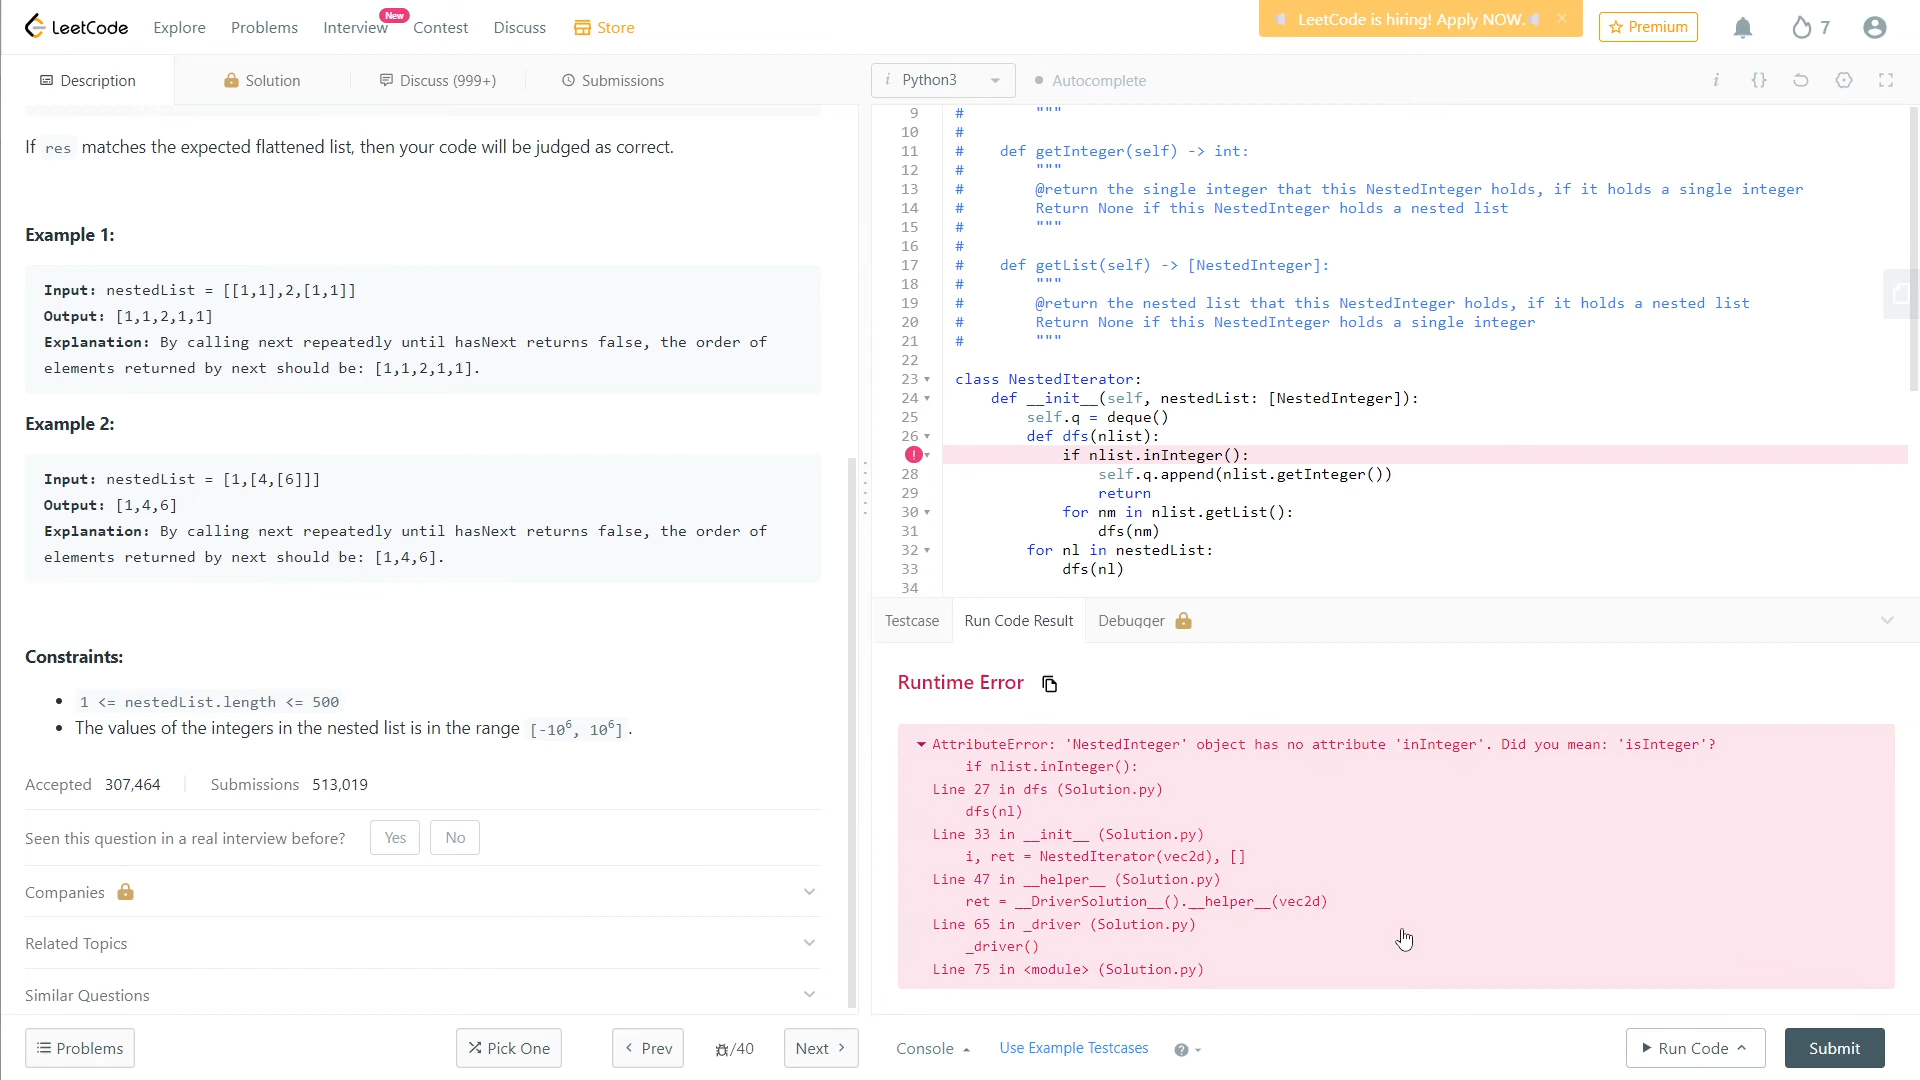 LeetCode
Explore
Problems
Interview
New
Contest
Discuss
Store
LeetCode is hiring! Apply NOW.
Premium
7
Description
Solution
Discuss (999+)
Submissions
Python3
Autocomplete
If res matches the expected flattened list, then your code will be judged as correct.
Example 1:
Input: nestedList = [[1,1],2,[1,1]]
Output: [1,1,2,1,1]
Explanation: By calling next repeatedly until hasNext returns false, the order of
elements returned by next should be: [1,1,2,1,1].
Example 2:
Input: nestedList = [1,[4,[6]]]
Output: [1,4,6]
Explanation: By calling next repeatedly until hasNext returns false, the order of
elements returned by next should be: [1,4,6].
Constraints:
• 1 <= nestedList.length <= 500
• The values of the integers in the nested list is in the range [-10⁶, 10⁶].
Accepted 307,464
Submissions 513,019
Seen this question in a real interview before?
Yes
No
Companies
Related Topics
Similar Questions
Problems
Pick One
Prev
/40
Next
9 # """
10 #
11 # def getInteger(self) -> int:
12 # """
13 # @return the single integer that this NestedInteger holds, if it holds a single integer
14 # Return None if this NestedInteger holds a nested list
15 # """
16 #
17 # def getList(self) -> [NestedInteger]:
18 # """
19 # @return the nested list that this NestedInteger holds, if it holds a nested list
20 # Return None if this NestedInteger holds a single integer
21 # """
22
23 class NestedIterator:
24 def __init__(self, nestedList: [NestedInteger]):
25 self.q = deque()
26 def dfs(nlist):
if nlist.inInteger():
28 self.q.append(nlist.getInteger())
29 return
30 for nm in nlist.getList():
31 dfs(nm)
32 for nl in nestedList:
33 dfs(nl)
34
Testcase
Run Code Result
Debugger
Runtime Error
AttributeError: 'NestedInteger' object has no attribute 'inInteger'. Did you mean: 'isInteger'?
if nlist.inInteger():
Line 27 in dfs (Solution.py)
dfs(nl)
Line 33 in __init__ (Solution.py)
i, ret = NestedIterator(vec2d), []
Line 47 in __helper__ (Solution.py)
ret = __DriverSolution__().__helper__(vec2d)
Line 65 in _driver (Solution.py)
_driver()
Line 75 in <module> (Solution.py)
Console
Use Example Testcases
Run Code
Submit